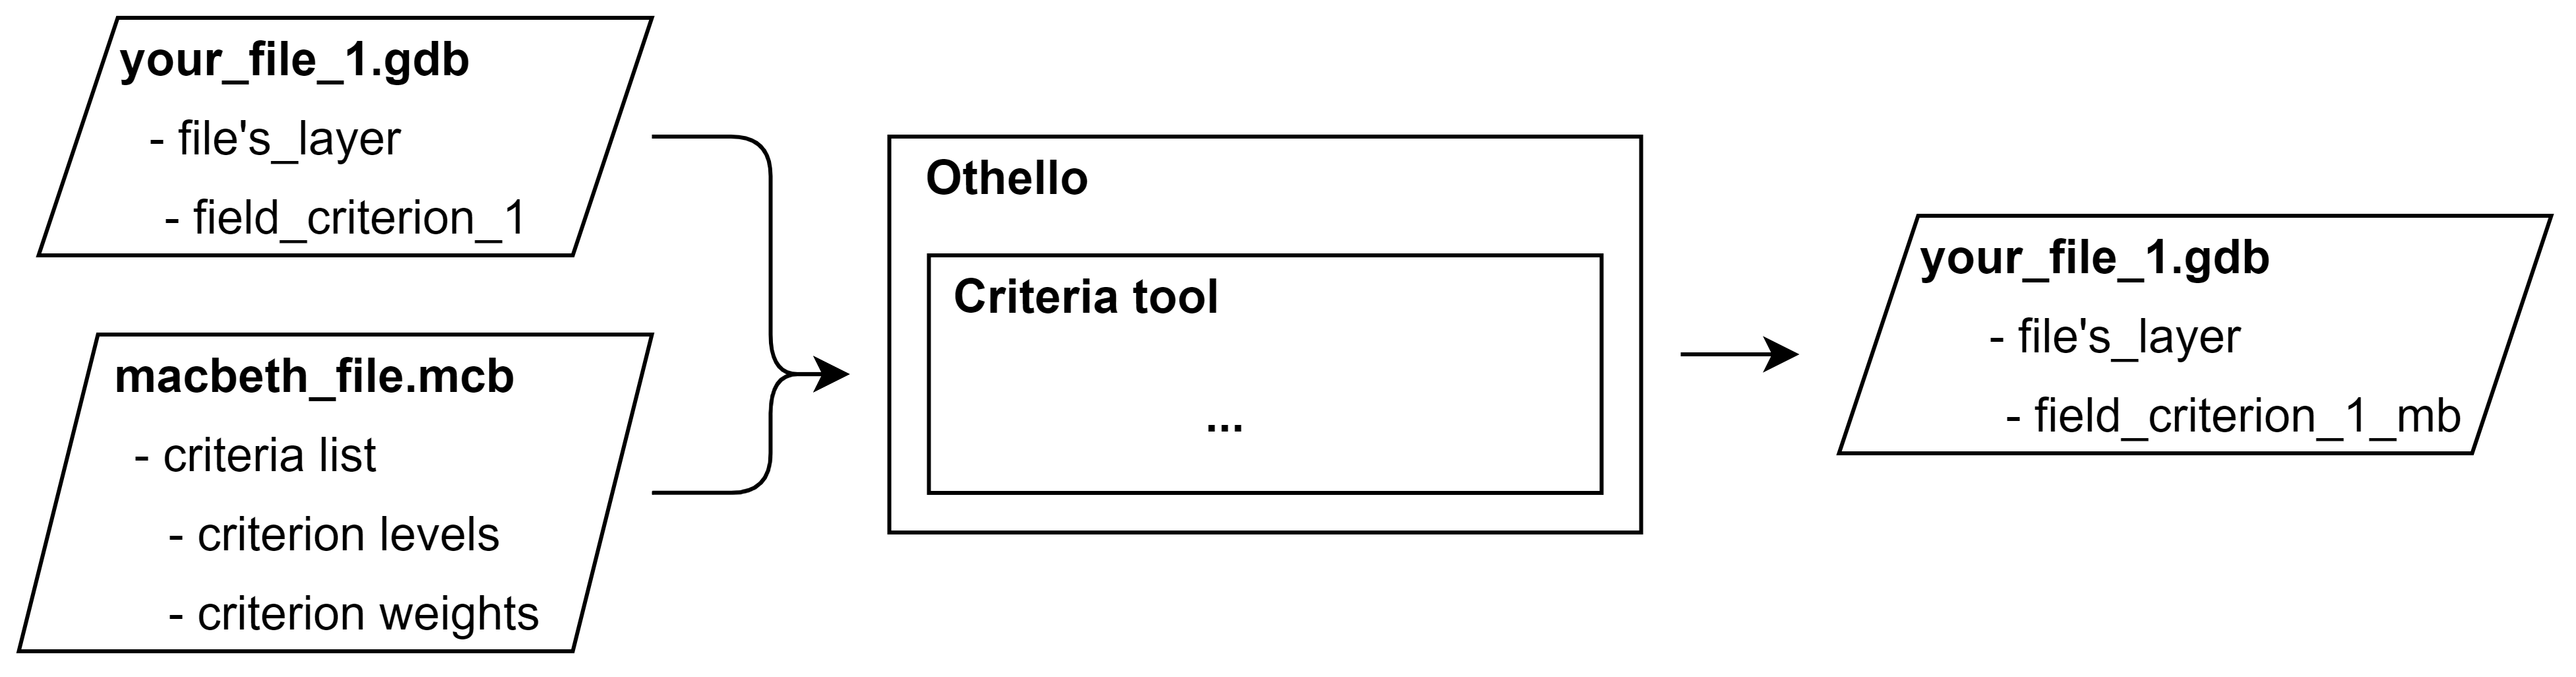 your_file_1.gdb
- file's_layer
- field_criterion_1
macbeth_file.mcb
- criteria list
- criterion levels
- criterion weights
Othello
Criteria tool
...
your_file_1.gdb
- file's_layer
- field_criterion_1_mb